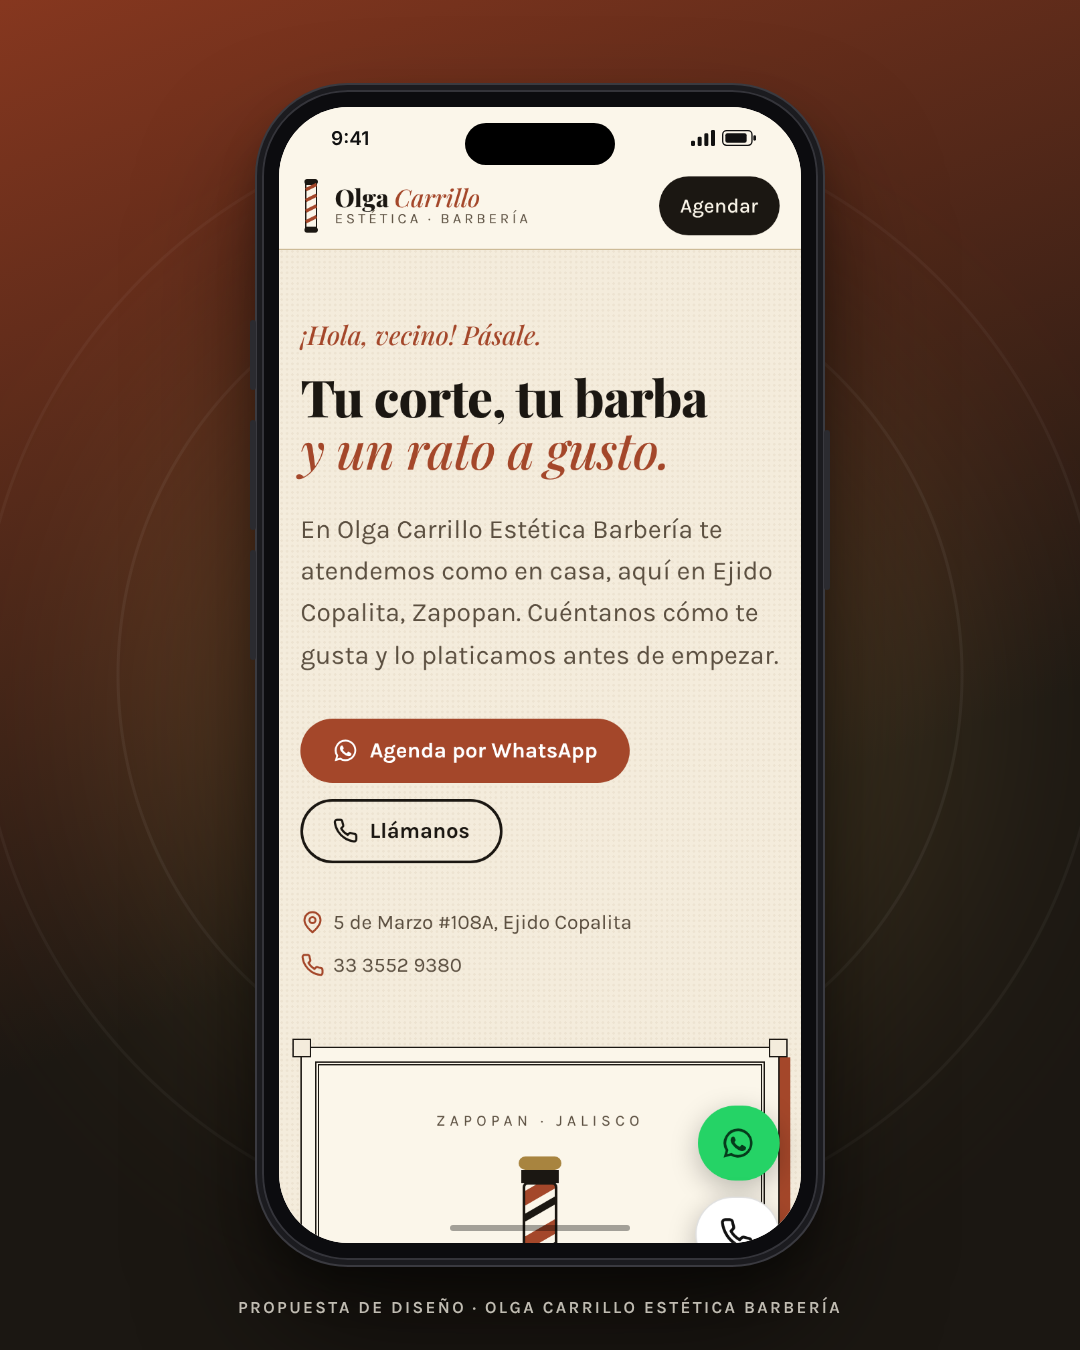 9:41
Olga Carrillo
ESTÉTICA · BARBERÍA
Agendar
¡Hola, vecino! Pásale.
Tu corte, tu barba
y un rato a gusto.
En Olga Carrillo Estética Barbería te
atendemos como en casa, aquí en Ejido
Copalita, Zapopan. Cuéntanos cómo te
gusta y lo platicamos antes de empezar.
Agenda por WhatsApp
Llámanos
5 de Marzo #108A, Ejido Copalita
33 3552 9380
ZAPOPAN · JALISCO
PROPUESTA DE DISEÑO · OLGA CARRILLO ESTÉTICA BARBERÍA